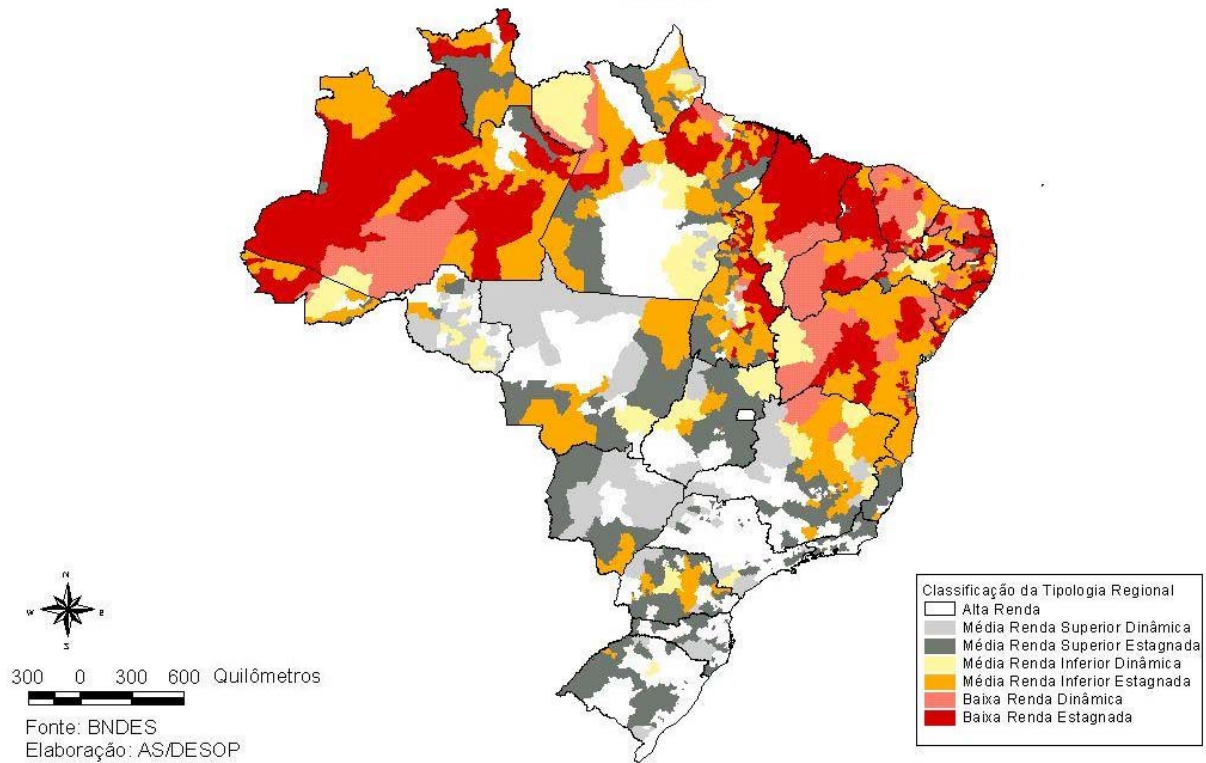 N
W E
S
300 0 300 600 Quilômetros
Fonte: BNDES
Elaboração: AS/DESOP
Classificação da Tipologia Regional
Alta Renda
Média Renda Superior Dinâmica
Média Renda Superior Estagnada
Média Renda Inferior Dinâmica
Média Renda Inferior Estagnada
Baixa Renda Dinâmica
Baixa Renda Estagnada